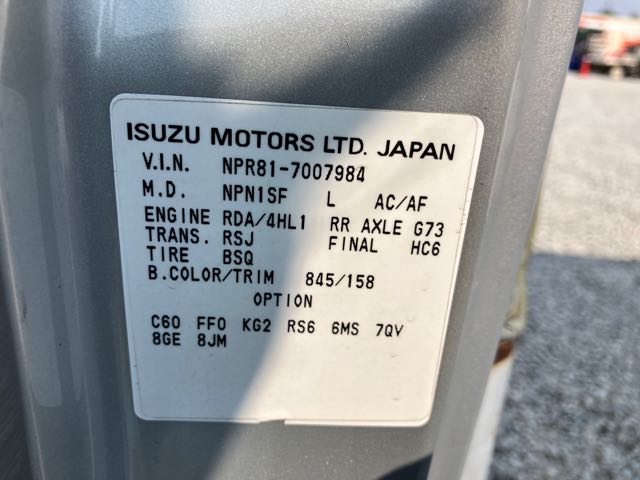 ISUZU MOTORS LTD. JAPAN
V.I.N. NPR81-7007984
M.D. NPN1SF L AC/AF
ENGINE RDA/4HL1 RR AXLE G73
TRANS. RSJ FINAL HC6
TIRE BSQ
B.COLOR/TRIM 845/158
OPTION
C60 FF0 KG2 RS6 6MS 7QV
8GE 8JM